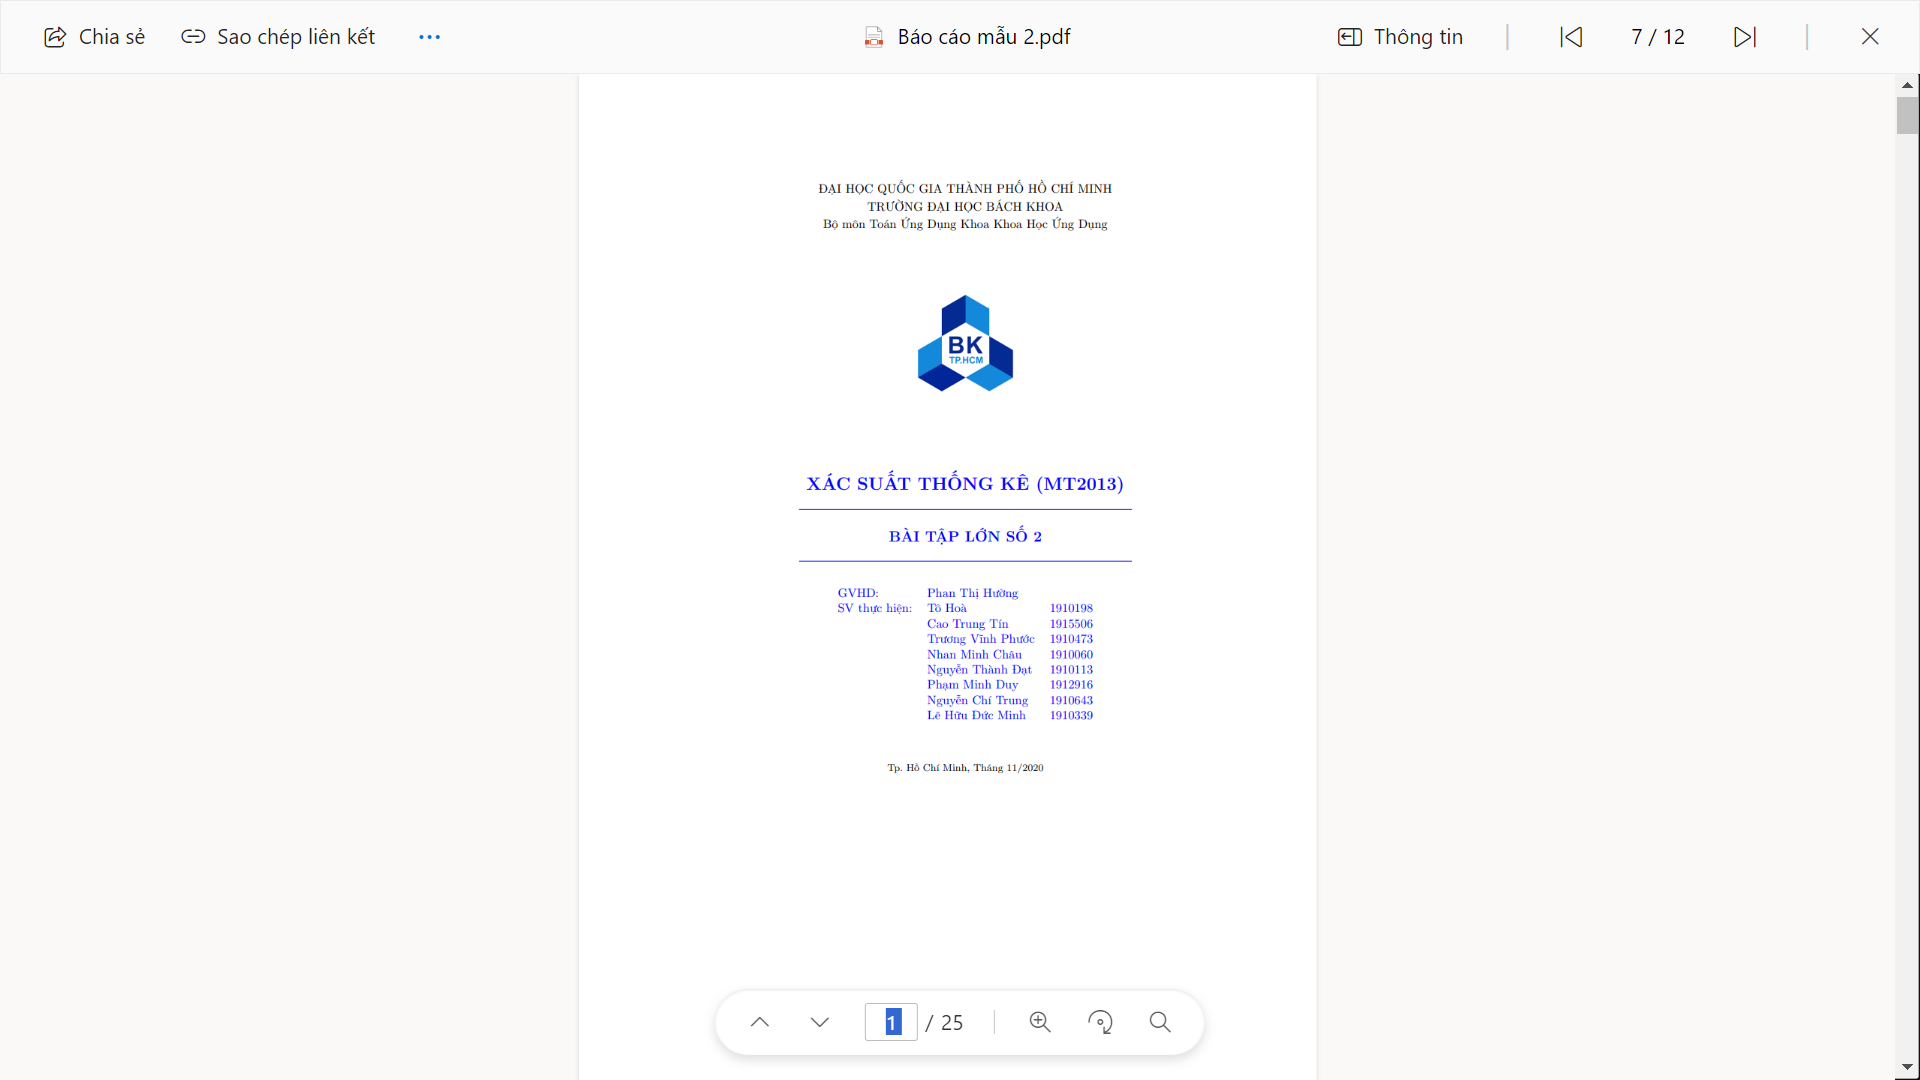 Chia sẻ Sao chép liên kết ··· Báo cáo mẫu 2.pdf Thông tin 7 / 12
ĐẠI HỌC QUỐC GIA THÀNH PHỐ HỒ CHÍ MINH
TRƯỜNG ĐẠI HỌC BÁCH KHOA
Bộ môn Toán Ứng Dụng Khoa Khoa Học Ứng Dụng
BK
TP.HCM
XÁC SUẤT THỐNG KÊ (MT2013)
BÀI TẬP LỚN SỐ 2
GVHD: Phan Thị Hường
SV thực hiện: Tô Hoà 1910198
Cao Trung Tín 1915506
Trương Vĩnh Phước 1910473
Nhan Minh Châu 1910060
Nguyễn Thành Đạt 1910113
Phạm Minh Duy 1912916
Nguyễn Chí Trung 1910643
Lê Hữu Đức Minh 1910339
Tp. Hồ Chí Minh, Tháng 11/2020
1 / 25